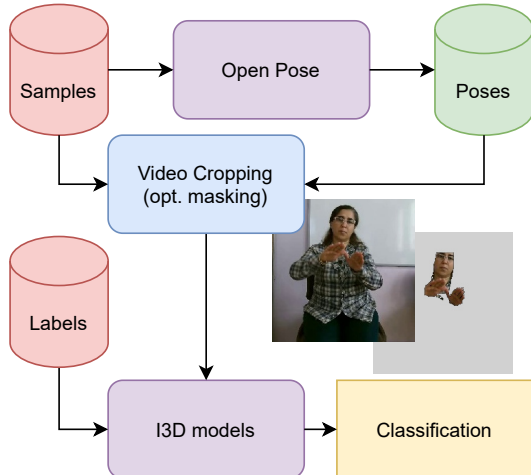 Samples
Open Pose
Poses
Video Cropping
(opt. masking)
Labels
I3D models
Classification